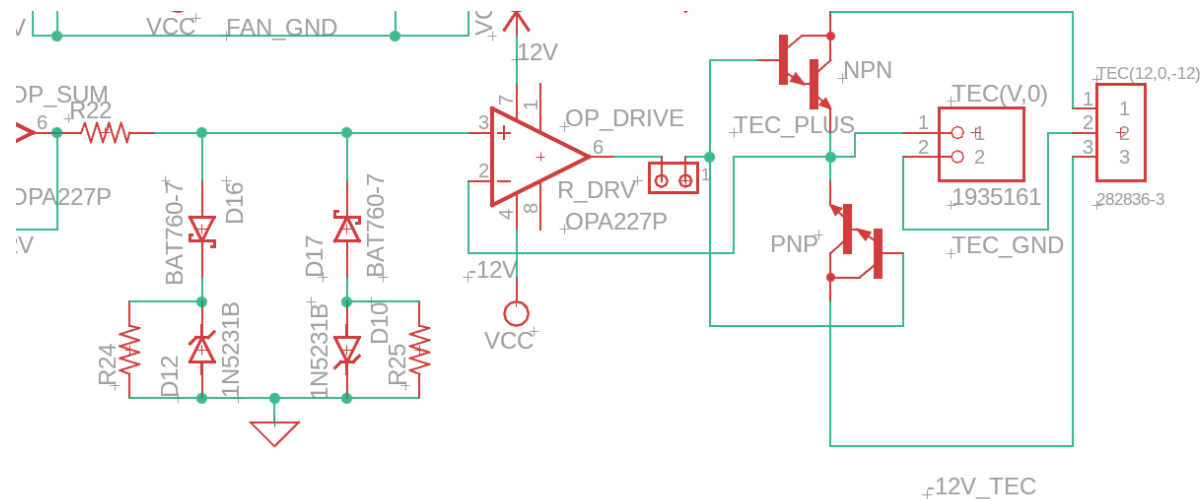 VCC
FAN_GND
12V
OP_SUM
6
R22
OPA227P
D16
BAT760-7
D17
BAT760-7
R24
D12
1N5231B
1N5231B
D10
R25
7
1
3
2
6
4
8
OP_DRIVE
R_DRV
1
OPA227P
-12V
VCC
NPN
TEC_PLUS
PNP
TEC(V,0)
1
1
2
2
1935161
TEC_GND
TEC(12,0,-12)
1
1
2
2
3
3
282836-3
-12V_TEC